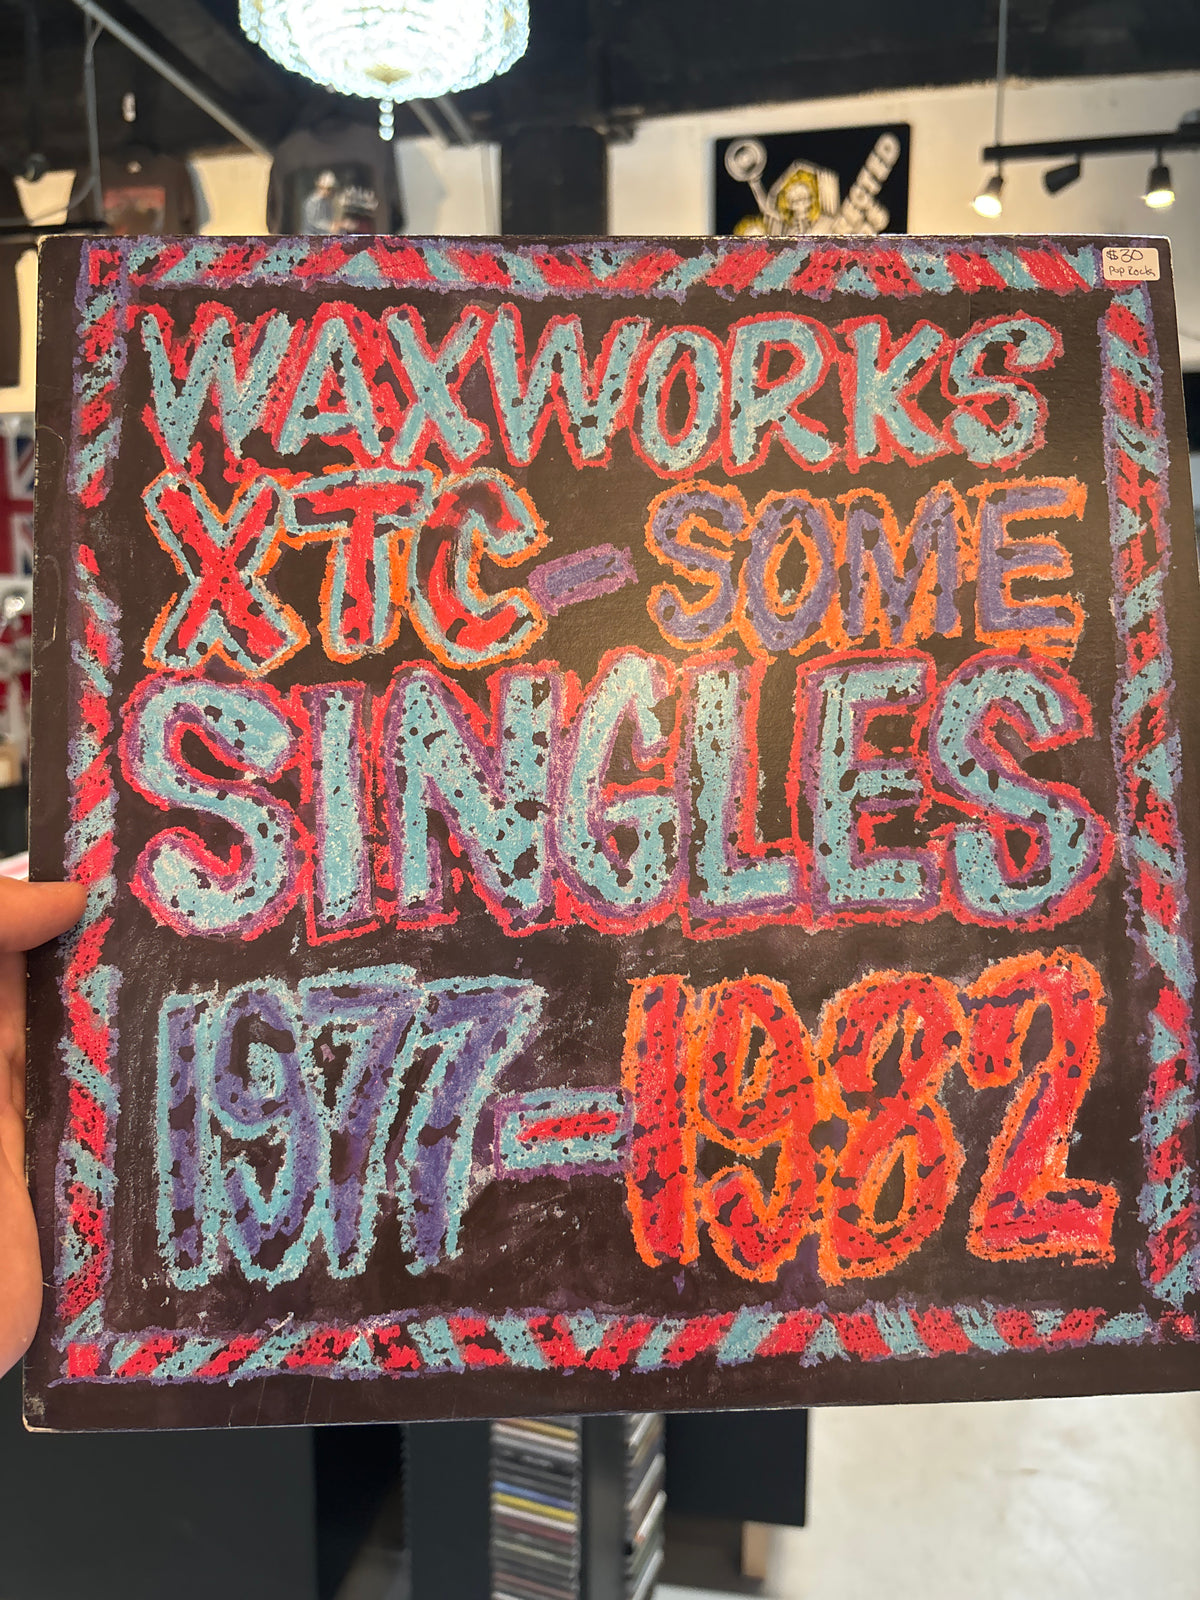 $30
Pop Rocks
WAXWORKS
XTC - SOME
SINGLES
1977-1982